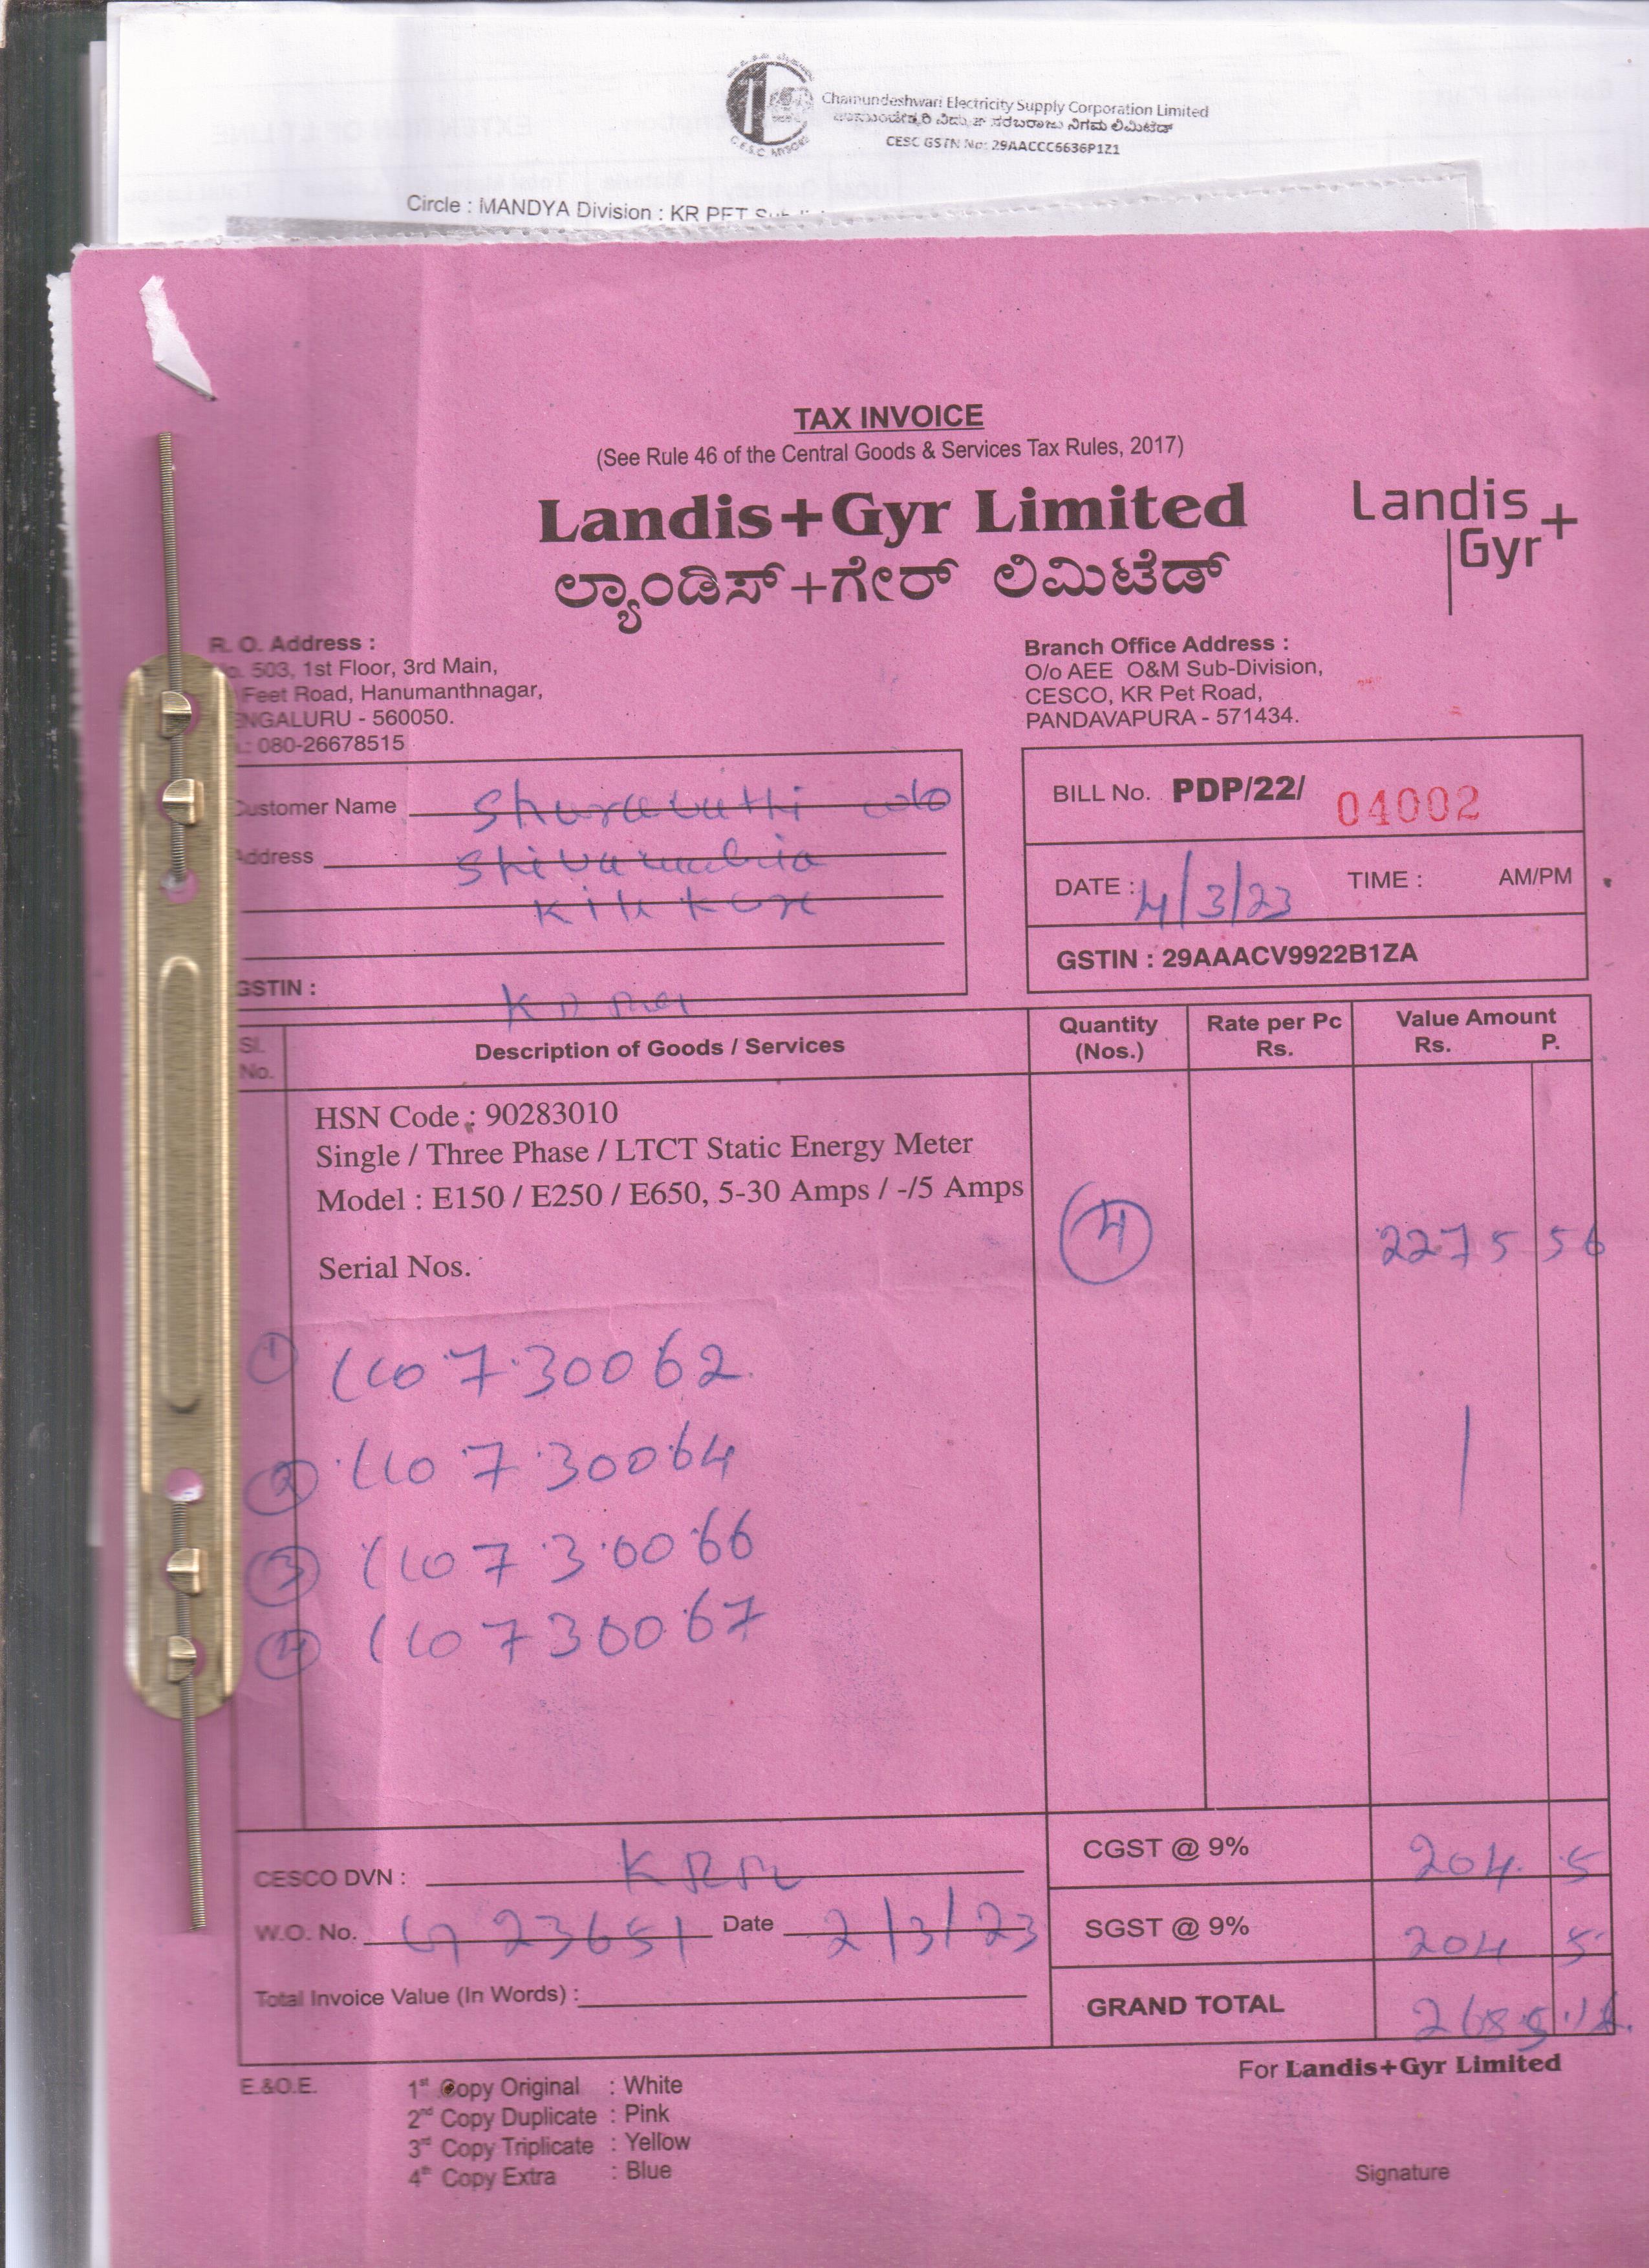 Chamundeshwari Electricity Supply Corporation Limited
ಚಾಮುಂಡೇಶ್ವರಿ ವಿದ್ಯುತ್ ಸರಬರಾಜು ನಿಗಮ ಲಿಮಿಟೆಡ್
CESC GSTN No: 29AACCC6636P1Z1
C.E.S.C MYSORE
Circle : MANDYA Division : KR PET
TAX INVOICE
(See Rule 46 of the Central Goods & Services Tax Rules, 2017)
Landis+Gyr Limited
Landis
Gyr+
ಲ್ಯಾಂಡಿಸ್+ಗೇರ್ ಲಿಮಿಟೆಡ್
R. O. Address :
503, 1st Floor, 3rd Main,
Feet Road, Hanumanthnagar,
ENGALURU - 560050.
: 080-26678515
Branch Office Address :
O/o AEE O&M Sub-Division,
CESCO, KR Pet Road,
PANDAVAPURA - 571434.
Customer Name
Address
GSTIN :
BILL No. PDP/22/ 04002
DATE : 4/3/23 TIME : AM/PM
GSTIN : 29AAACV9922B1ZA
Sl. No. Description of Goods / Services Quantity (Nos.) Rate per Pc Rs. Value Amount Rs. P.
HSN Code : 90283010
Single / Three Phase / LTCT Static Energy Meter
Model : E150 / E250 / E650, 5-30 Amps / -/5 Amps
4 2275 56
Serial Nos.
1 110730062
2 110730064
3 110730066
4 110730067
CESCO DVN :
CGST @ 9% 204 5
W.O. No. 23651 Date 2/3/23
SGST @ 9% 204 5
Total Invoice Value (In Words) :
GRAND TOTAL
For Landis+Gyr Limited
E.&O.E.
1st Copy Original : White
2nd Copy Duplicate : Pink
3rd Copy Triplicate : Yellow
4th Copy Extra : Blue
Signature